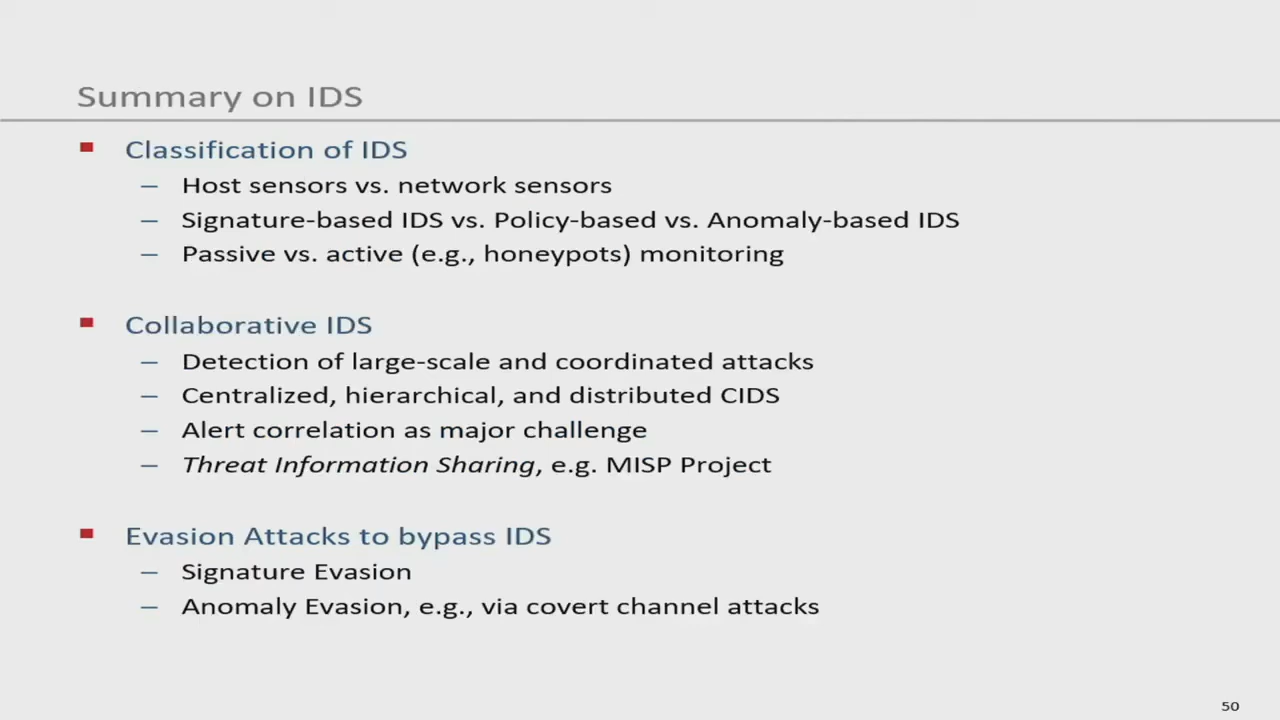 Summary on IDS
Classification of IDS
– Host sensors vs. network sensors
– Signature-based IDS vs. Policy-based vs. Anomaly-based IDS
– Passive vs. active (e.g., honeypots) monitoring
Collaborative IDS
– Detection of large-scale and coordinated attacks
– Centralized, hierarchical, and distributed CIDS
– Alert correlation as major challenge
– Threat Information Sharing, e.g. MISP Project
Evasion Attacks to bypass IDS
– Signature Evasion
– Anomaly Evasion, e.g., via covert channel attacks
50